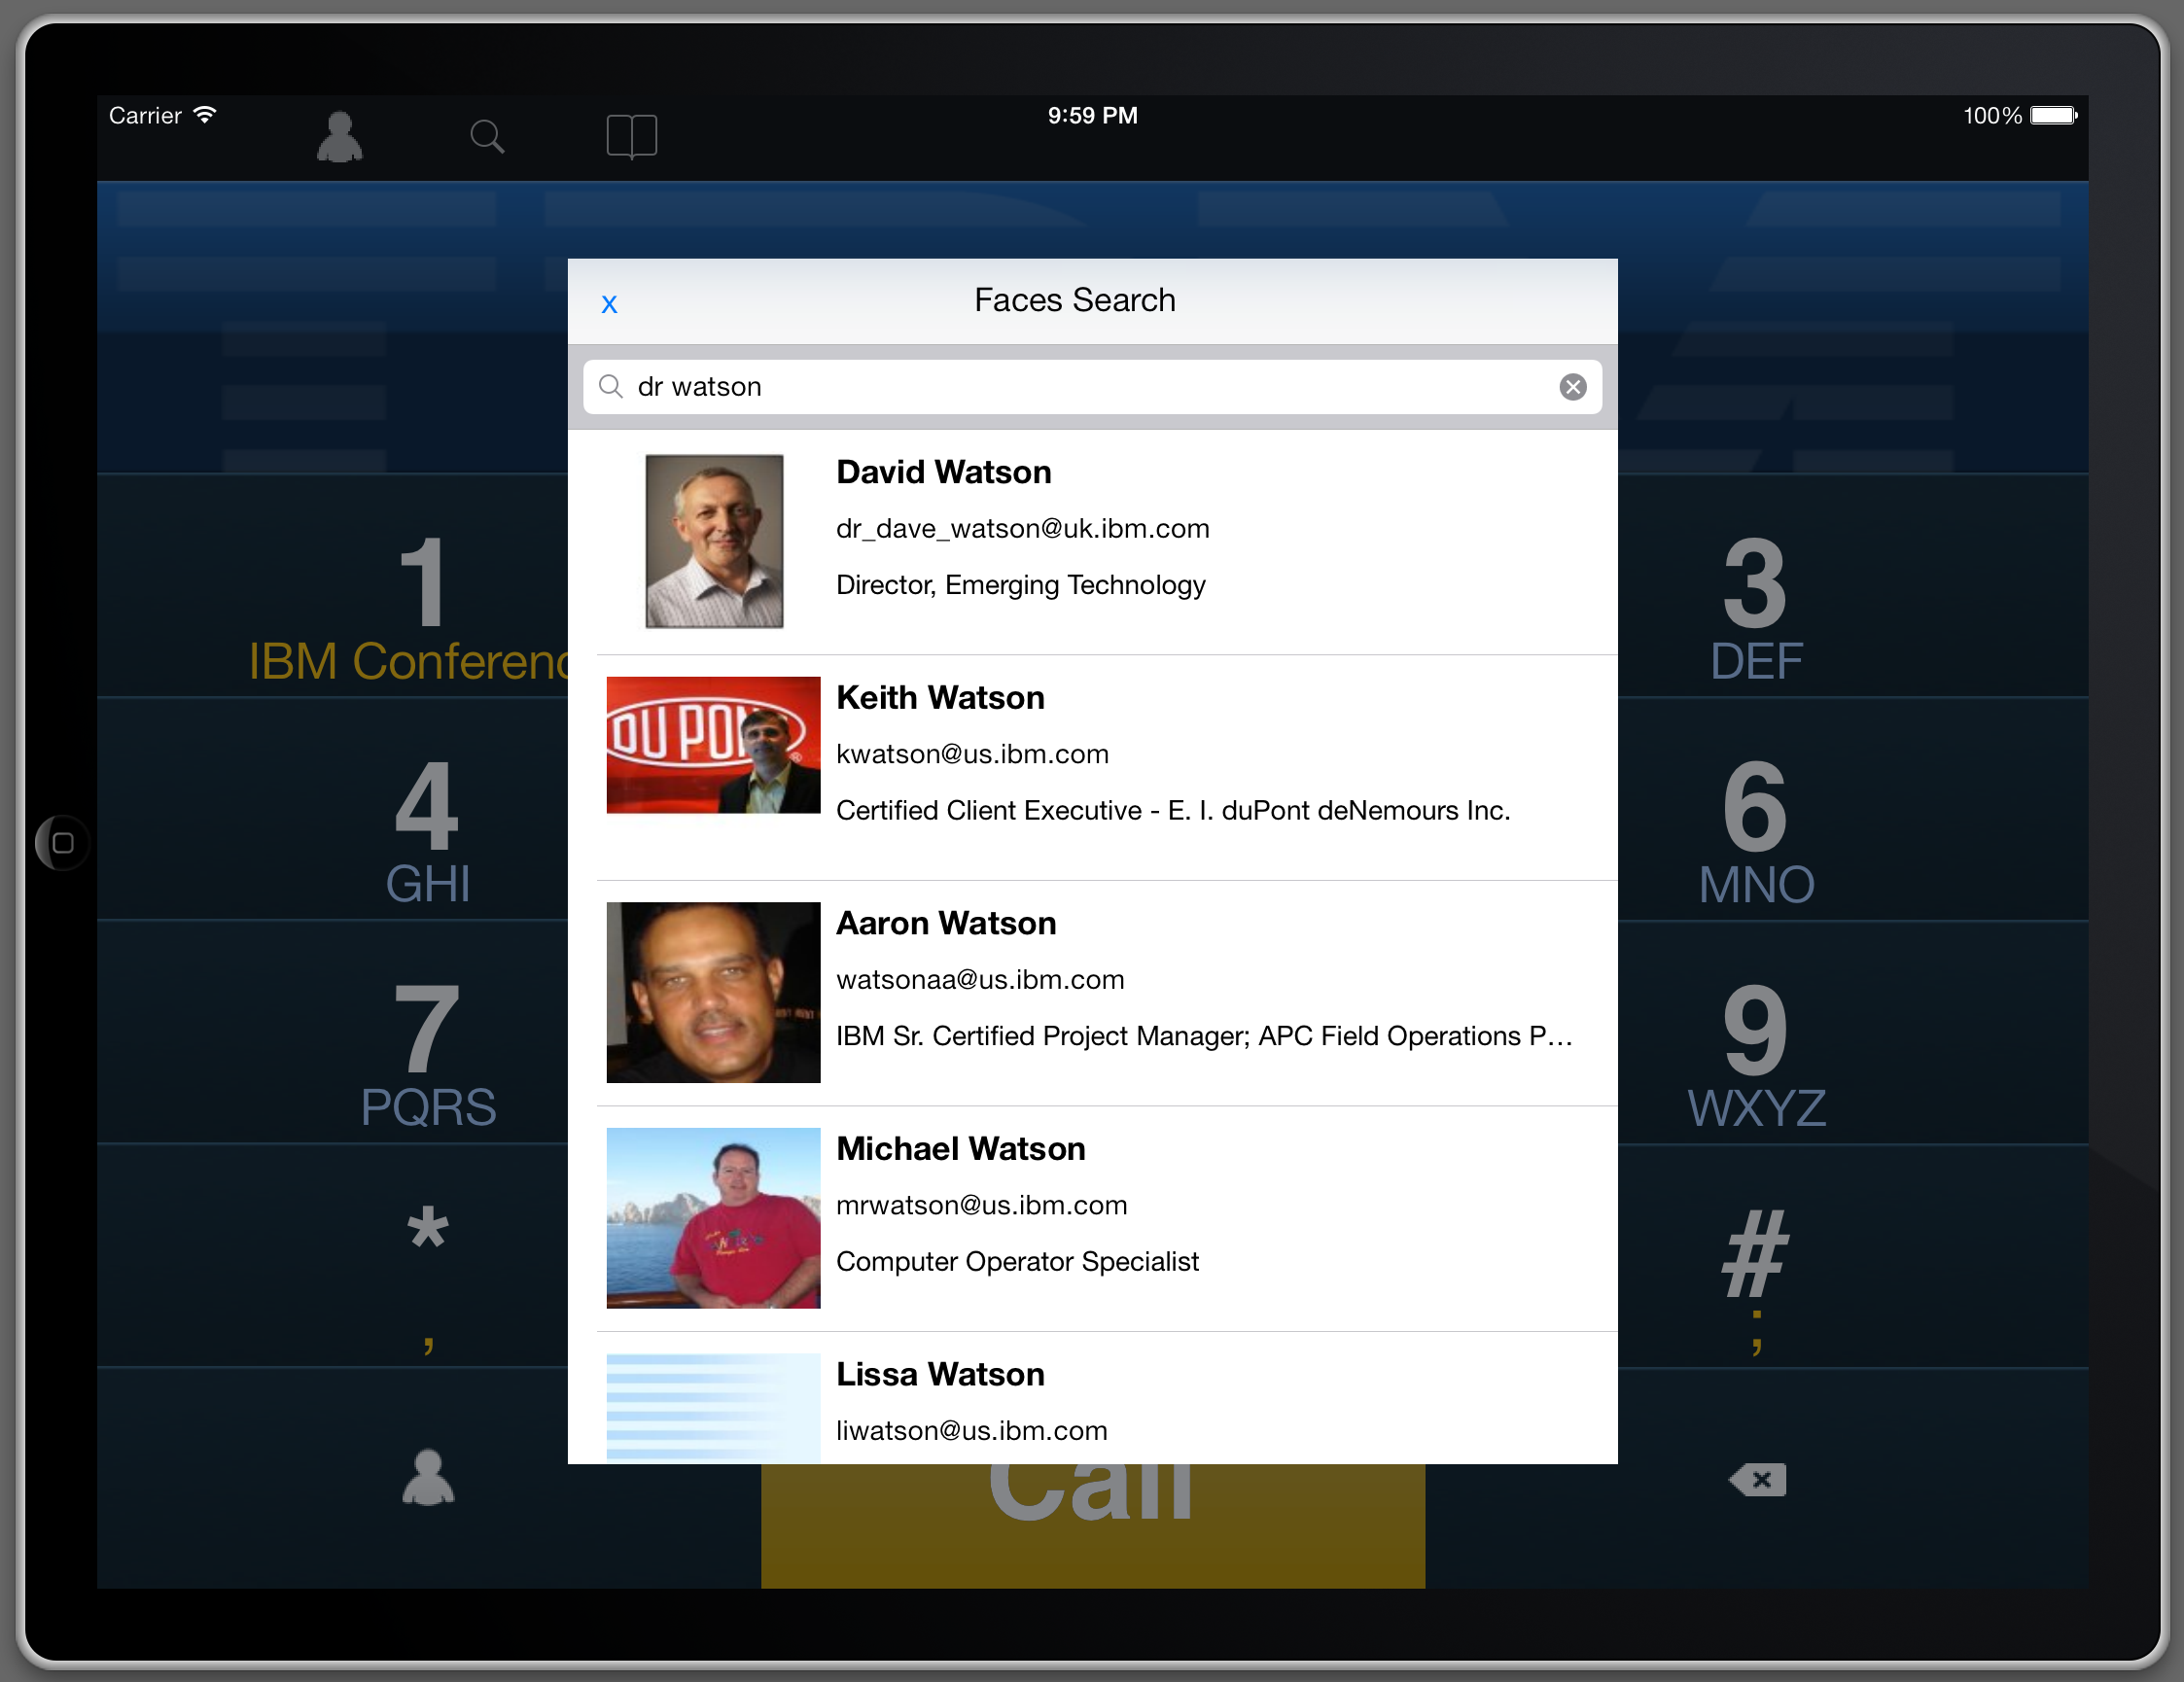 Carrier
9:59 PM
100%
x
Faces Search
dr watson
David Watson
dr_dave_watson@uk.ibm.com
Director, Emerging Technology
DU PONT
Keith Watson
kwatson@us.ibm.com
Certified Client Executive - E. I. duPont deNemours Inc.
Aaron Watson
watsonaa@us.ibm.com
IBM Sr. Certified Project Manager; APC Field Operations P...
Michael Watson
mrwatson@us.ibm.com
Computer Operator Specialist
Lissa Watson
liwatson@us.ibm.com
1
IBM Conferenc
3
DEF
4
GHI
6
MNO
7
PQRS
9
WXYZ
*
,
#
;
Call